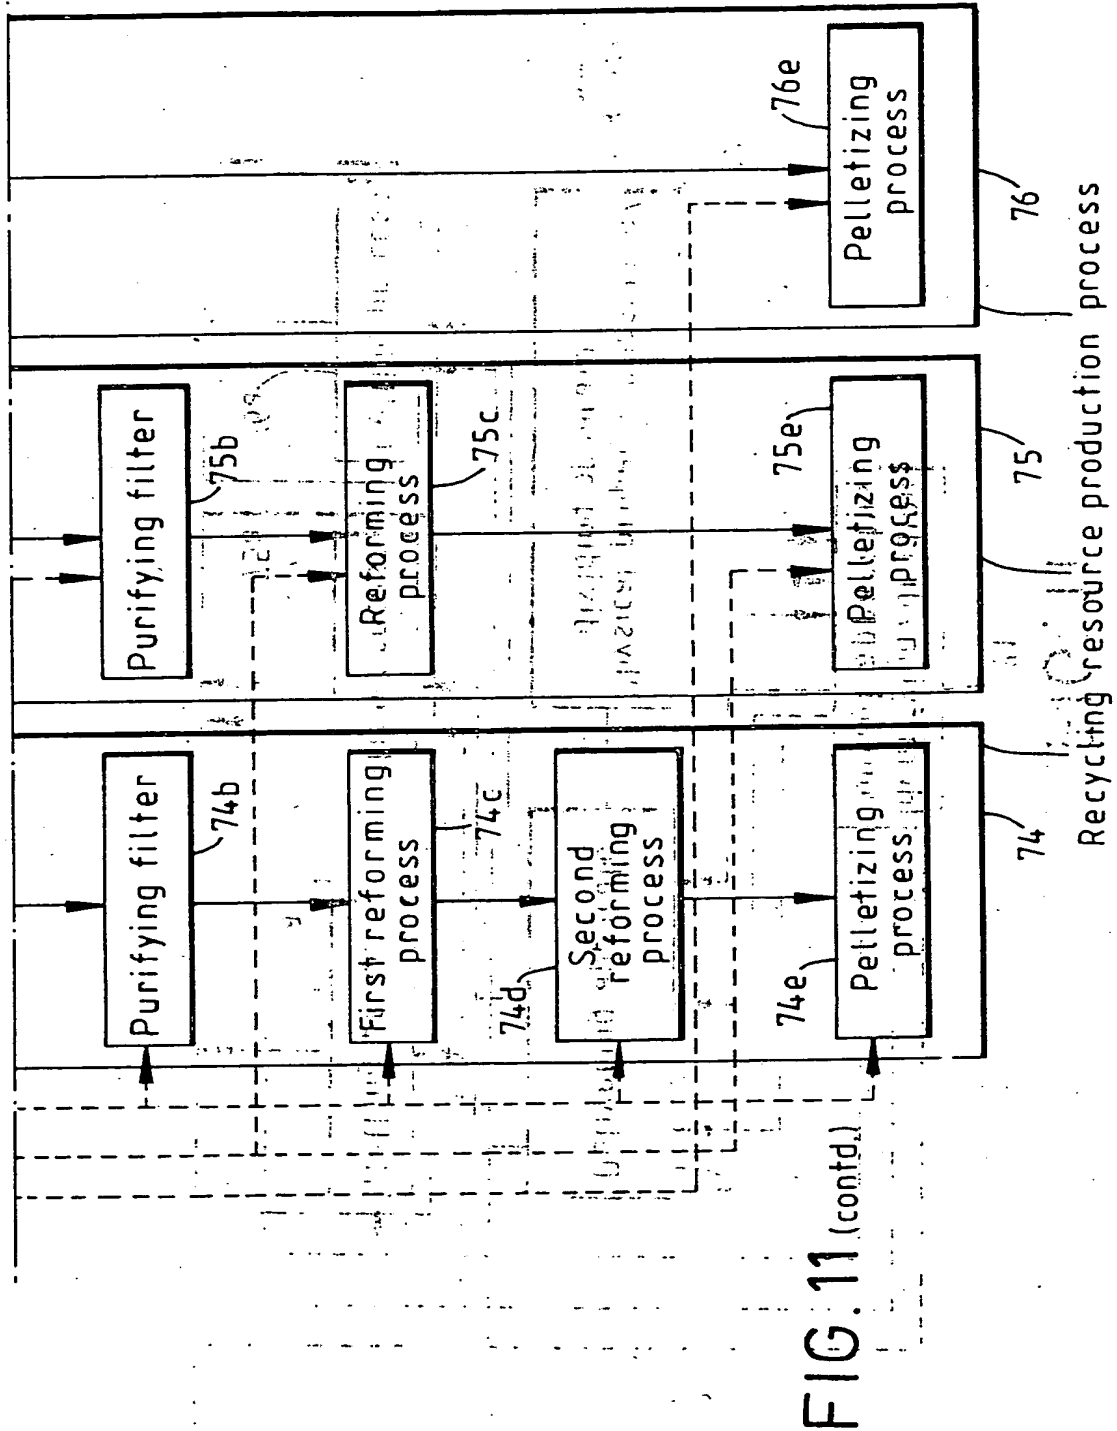 Purifying filter
74b
First reforming
process
74c
Second
reforming
process
74d
Pelletizing
process
74e
74
Purifying filter
75b
Reforming
process
75c
Pelletizing
process
75e
75
Pelletizing
process
76e
76
Recycling resource production process
FIG. 11 (contd.)